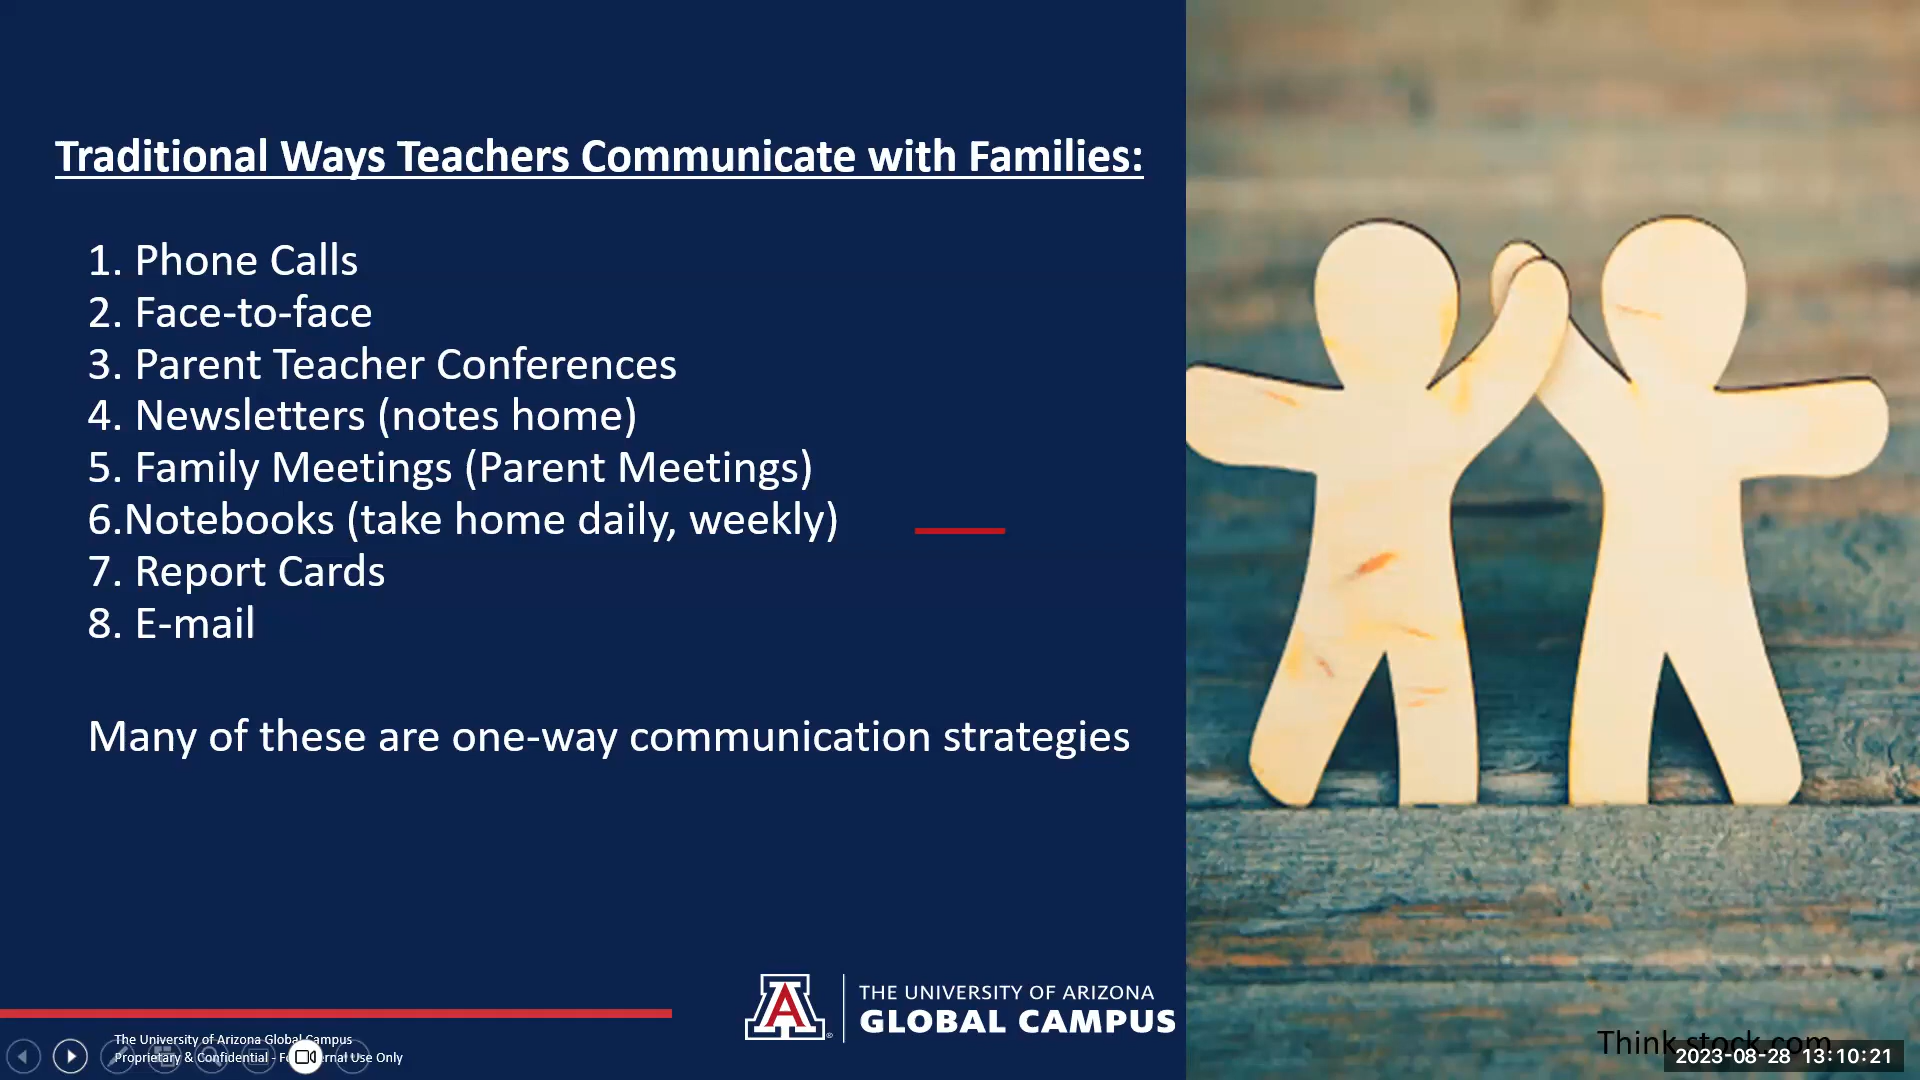 Traditional Ways Teachers Communicate with Families:
1. Phone Calls
2. Face-to-face
3. Parent Teacher Conferences
4. Newsletters (notes home)
5. Family Meetings (Parent Meetings)
6.Notebooks (take home daily, weekly)
7. Report Cards
8. E-mail
Many of these are one-way communication strategies
A
THE UNIVERSITY OF ARIZONA
GLOBAL CAMPUS
The University of Arizona Global Campus
Proprietary & Confidential - Use Only
Think stock.com
2023-08-28 13:10:21